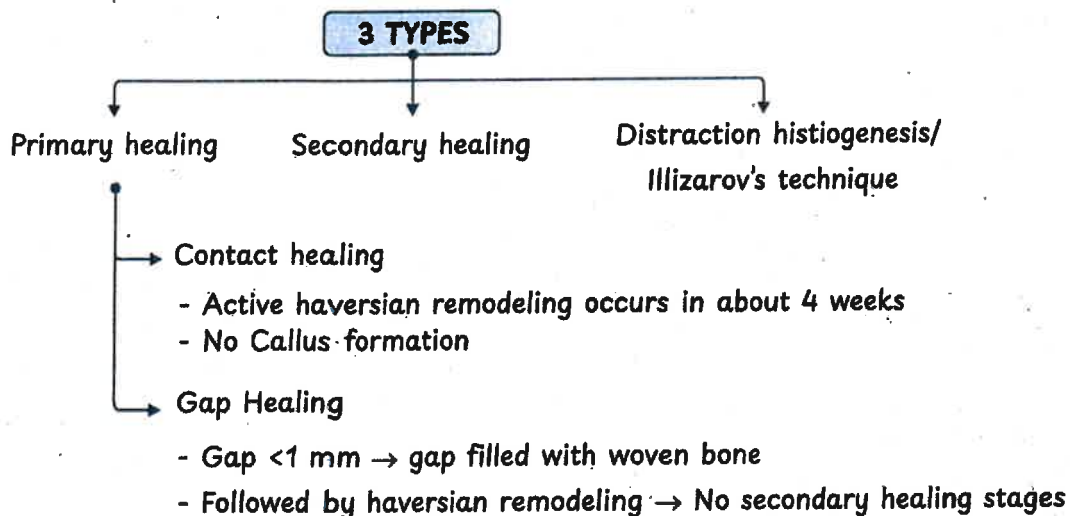 3 TYPES
Primary healing
Secondary healing
Distraction histiogenesis/
Illizarov's technique
Contact healing
- Active haversian remodeling occurs in about 4 weeks
- No Callus formation
Gap Healing
- Gap <1 mm → gap filled with woven bone
- Followed by haversian remodeling → No secondary healing stages